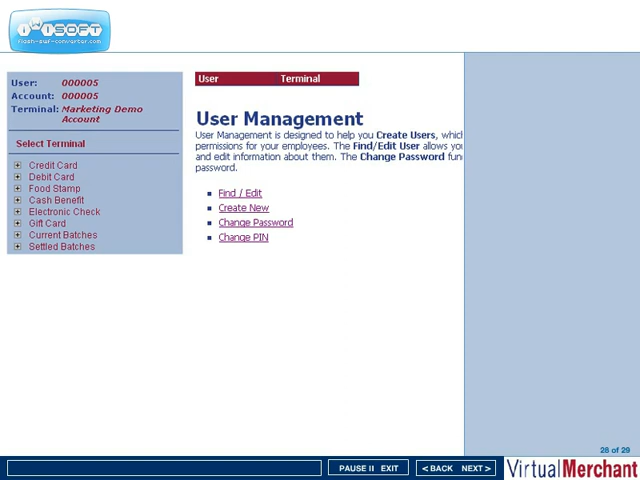 iWiSOFT
flash-swf-converter.com
User: 000005
Account: 000005
Terminal: Marketing Demo
Account
Select Terminal
Credit Card
Debit Card
Food Stamp
Cash Benefit
Electronic Check
Gift Card
Current Batches
Settled Batches
User Terminal
User Management
User Management is designed to help you Create Users, which
permissions for your employees. The Find/Edit User allows you
and edit information about them. The Change Password fun
password.
Find / Edit
Create New
Change Password
Change PIN
28 of 29
PAUSE II EXIT
< BACK NEXT >
VirtualMerchant